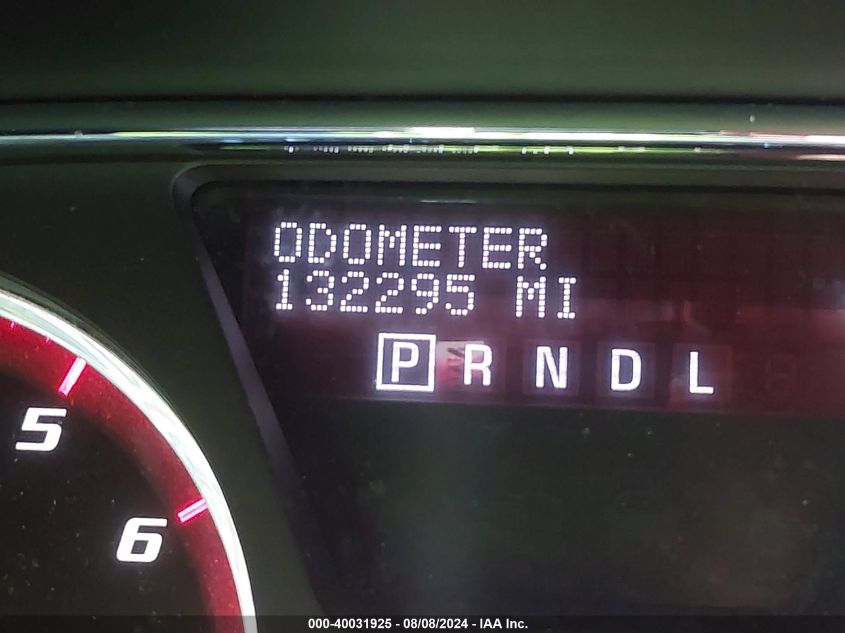 ODOMETER
132295 MI
P R N D L
5
6
000-40031925 - 08/08/2024 - IAA Inc.